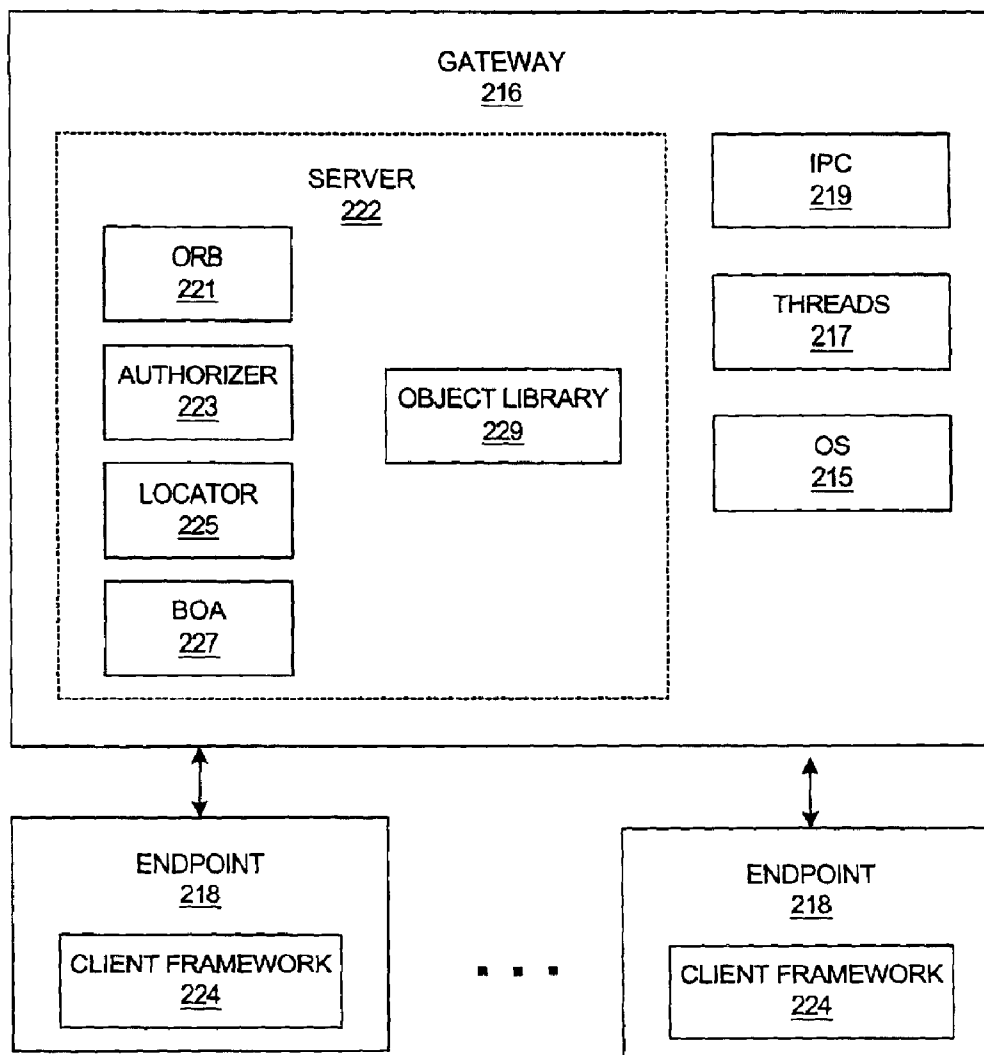 GATEWAY
216
SERVER
222
ORB
221
AUTHORIZER
223
LOCATOR
225
BOA
227
OBJECT LIBRARY
229
IPC
219
THREADS
217
OS
215
ENDPOINT
218
CLIENT FRAMEWORK
224
. . .
ENDPOINT
218
CLIENT FRAMEWORK
224